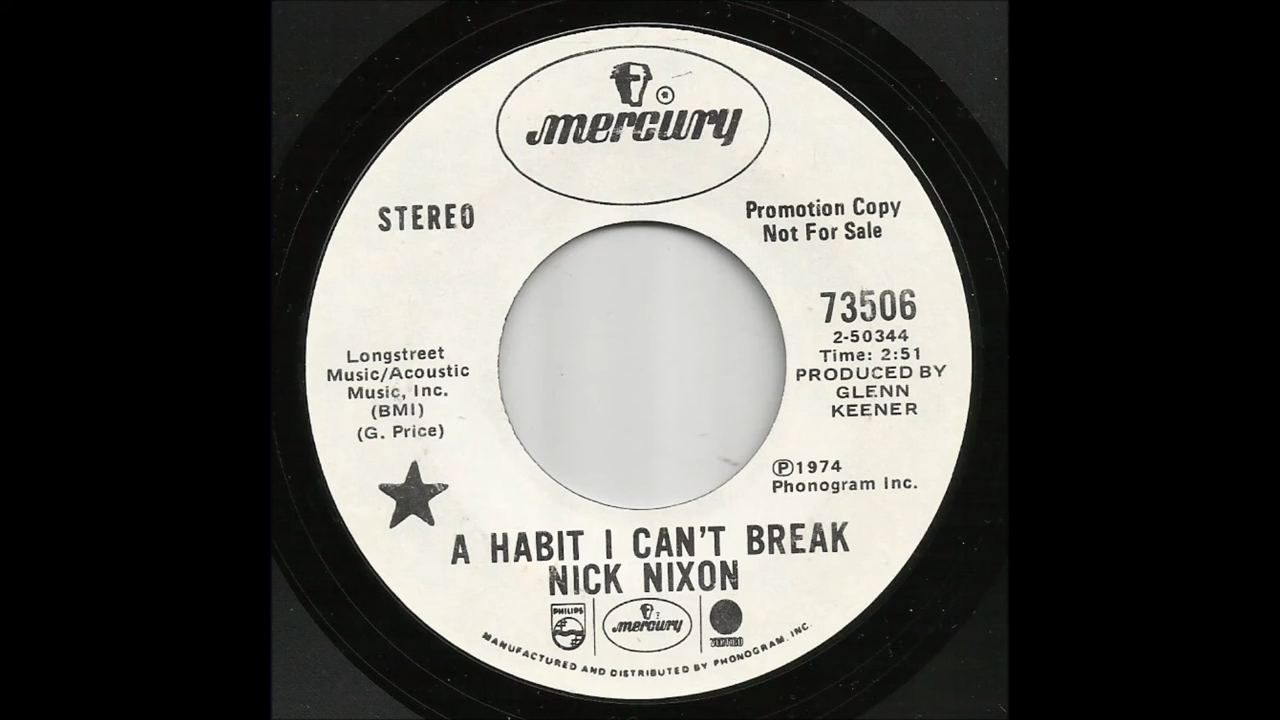 mercury
STEREO
Promotion Copy
Not For Sale
73506
2-50344
Time: 2:51
PRODUCED BY
GLENN
KEENER
Longstreet
Music/Acoustic
Music, Inc.
(BMI)
(G. Price)
Ⓟ1974
Phonogram Inc.
A HABIT I CAN'T BREAK
NICK NIXON
PHILIPS
mercury
VERTIGO
MANUFACTURED AND DISTRIBUTED BY PHONOGRAM, INC.